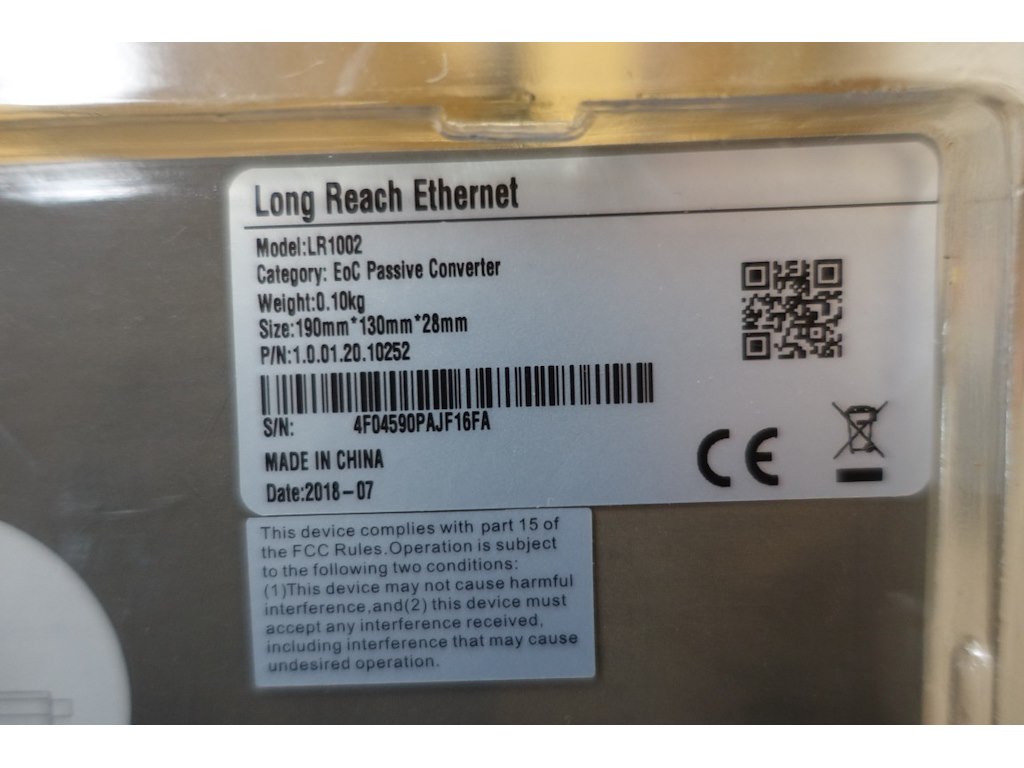 Long Reach Ethernet
Model:LR1002
Category: EoC Passive Converter
Weight:0.10kg
Size:190mm*130mm*28mm
P/N:1.0.01.20.10252
S/N: 4F04590PAJF16FA
MADE IN CHINA
Date:2018-07
CE
This device complies with part 15 of
the FCC Rules.Operation is subject
to the following two conditions:
(1)This device may not cause harmful
interference,and(2) this device must
accept any interference received,
including interference that may cause
undesired operation.